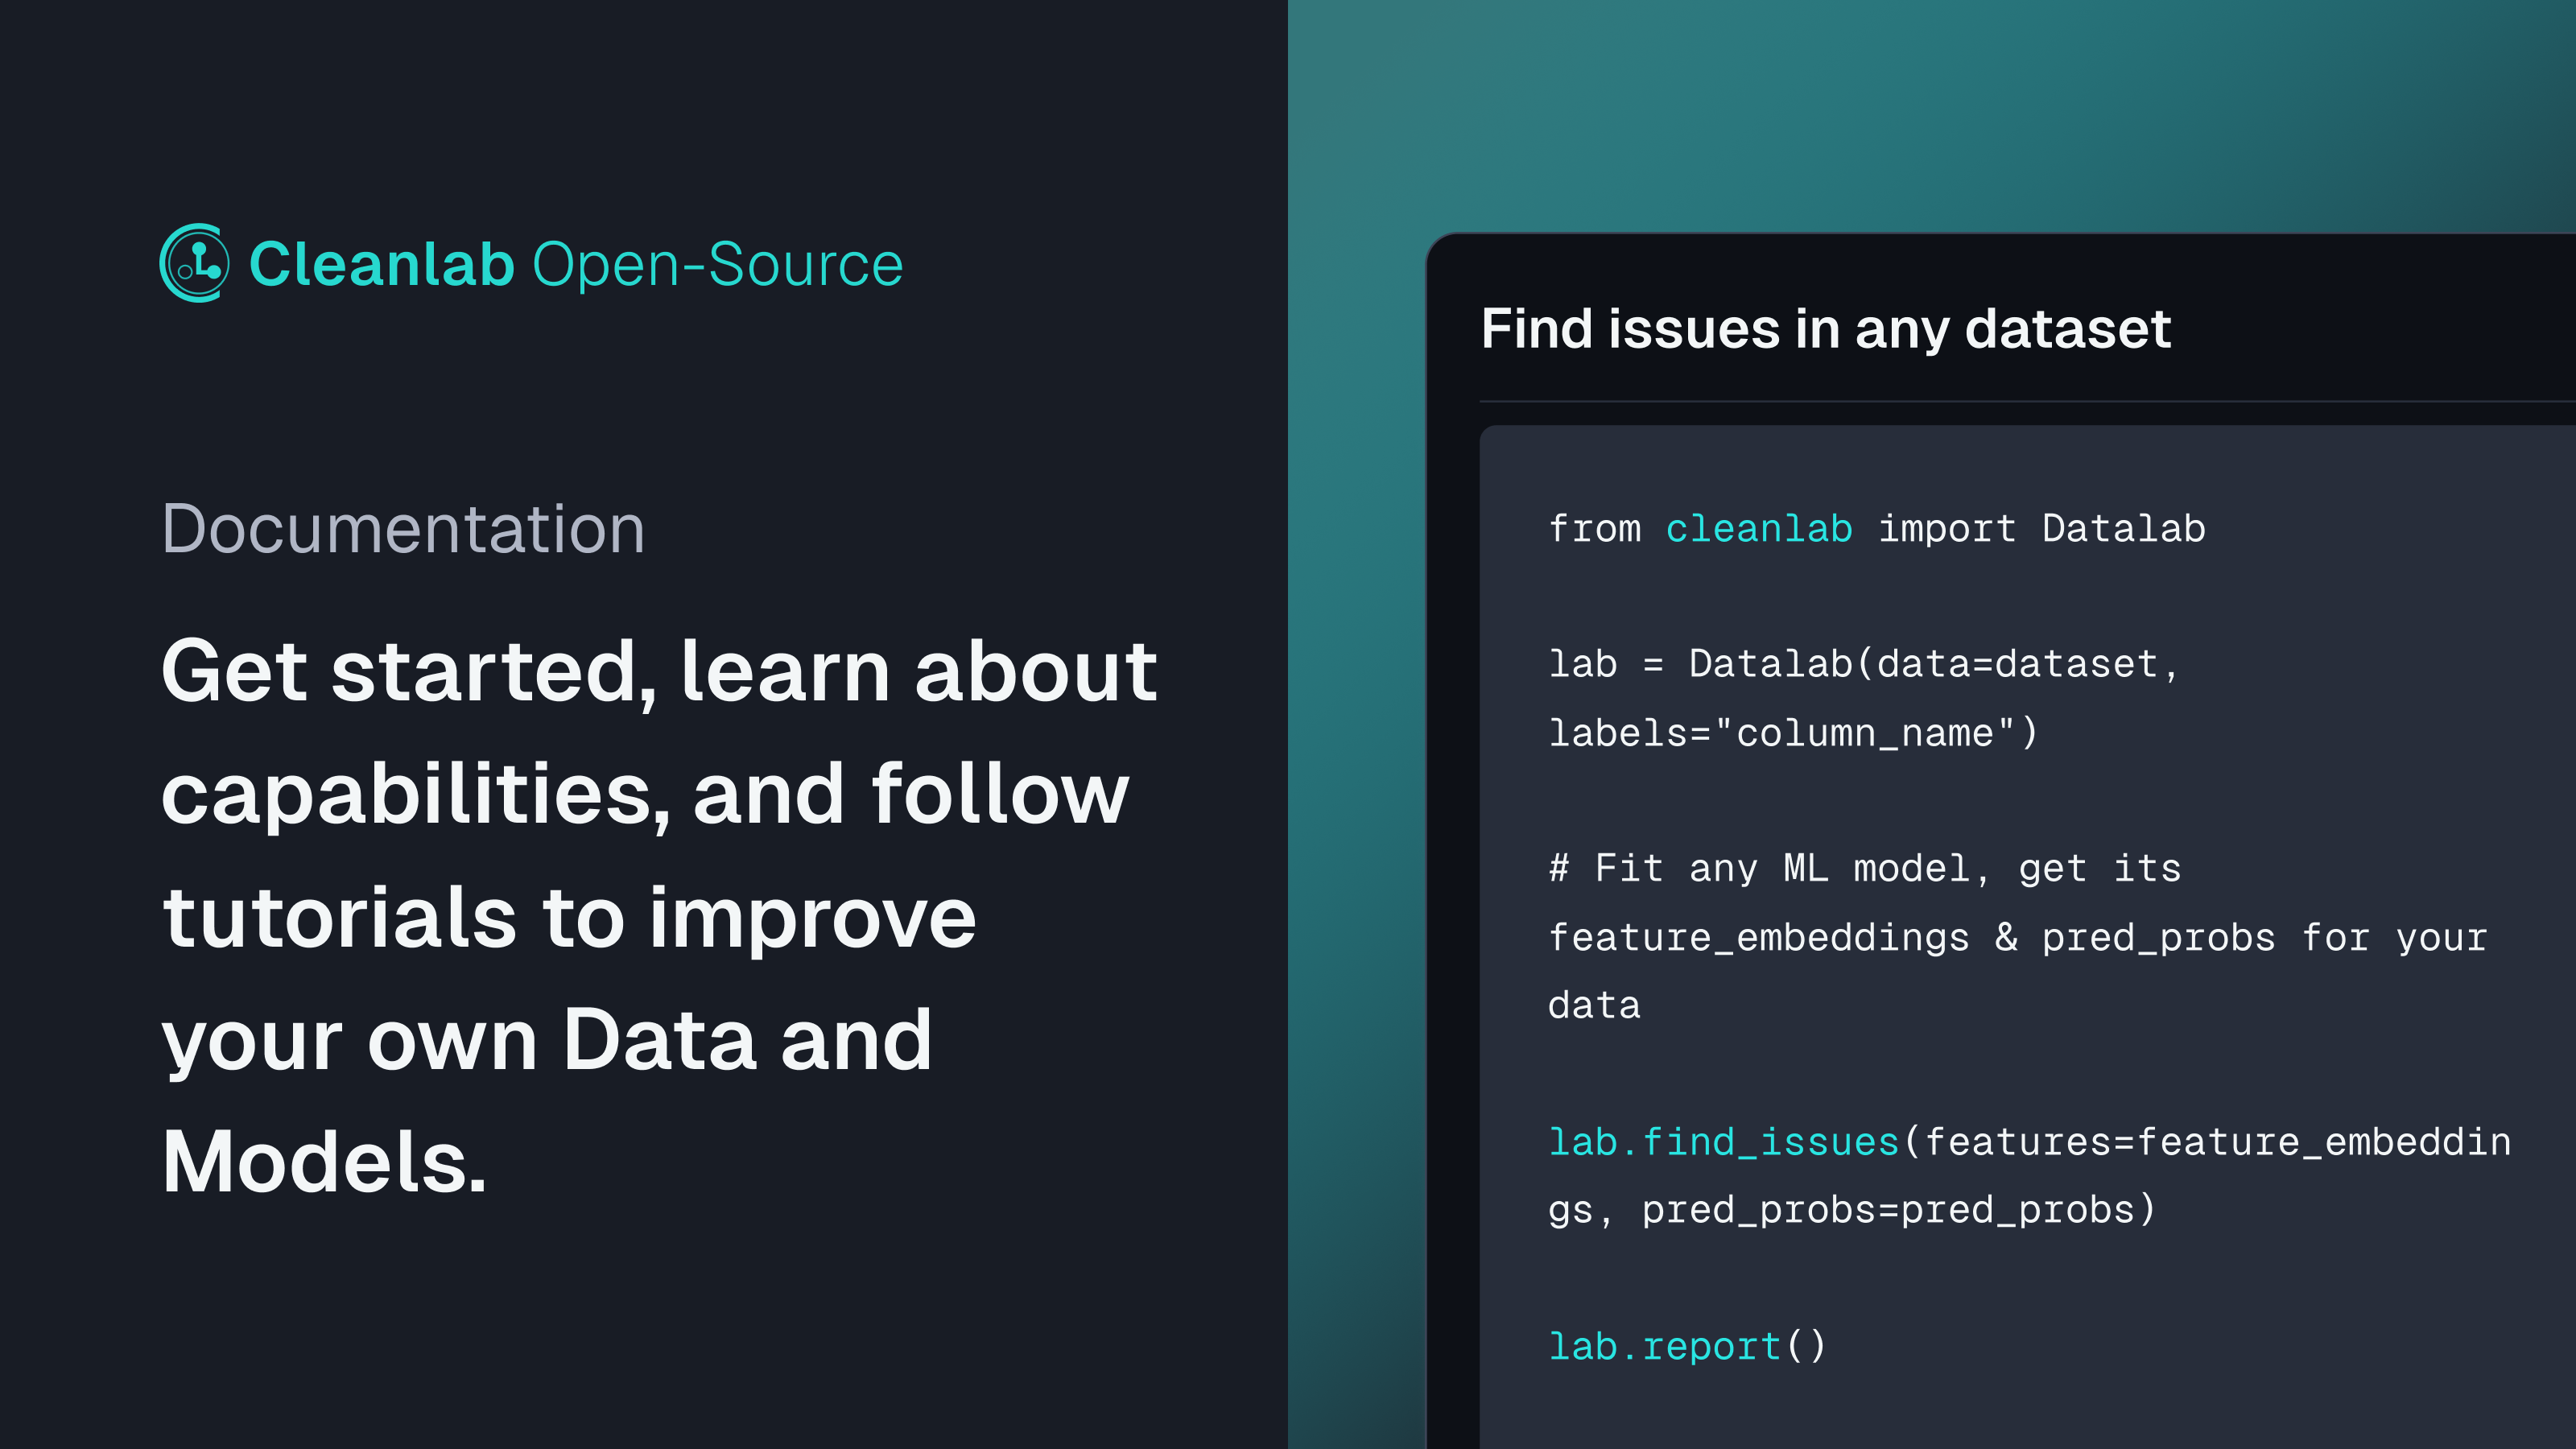 Cleanlab Open-Source
Documentation
Get started, learn about
capabilities, and follow
tutorials to improve
your own Data and
Models.
Find issues in any dataset
from cleanlab import Datalab
lab = Datalab(data=dataset,
labels="column_name")
# Fit any ML model, get its
feature_embeddings & pred_probs for your
data
lab.find_issues(features=feature_embeddin
gs, pred_probs=pred_probs)
lab.report()